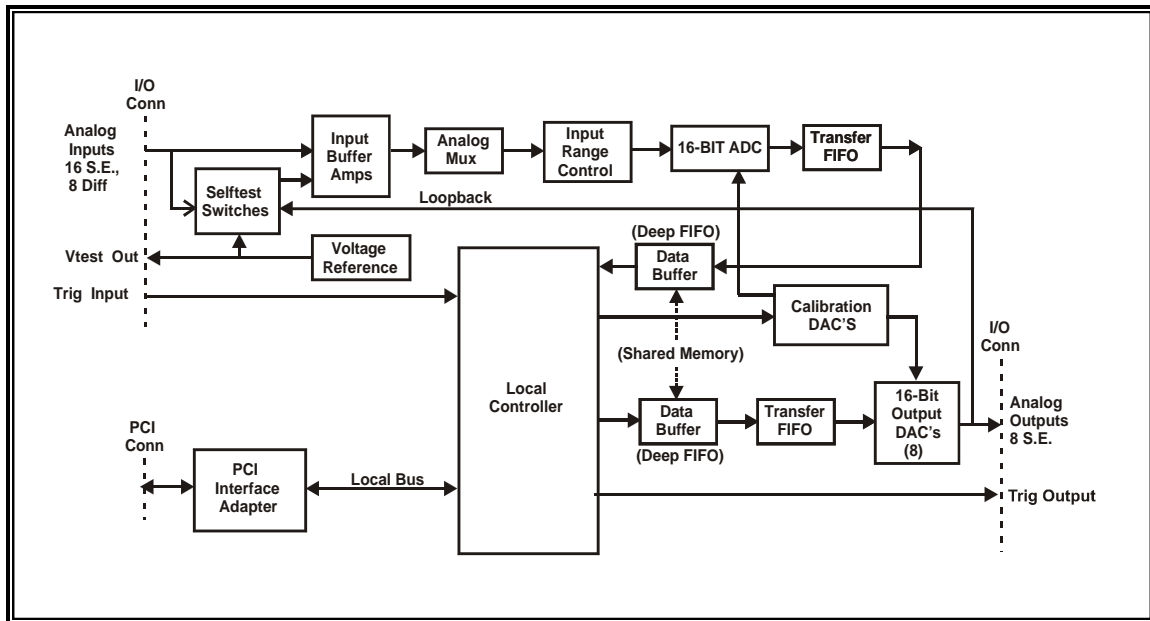 I/O
Conn
Analog
Inputs
16 S.E.,
8 Diff
Input
Buffer
Amps
Analog
Mux
Input
Range
Control
16-BIT ADC
Transfer
FIFO
Selftest
Switches
Loopback
Vtest Out
Voltage
Reference
Trig Input
(Deep FIFO)
Data
Buffer
Calibration
DAC'S
I/O
Conn
(Shared Memory)
Local
Controller
Data
Buffer
(Deep FIFO)
Transfer
FIFO
16-Bit
Output
DAC's
(8)
Analog
Outputs
8 S.E.
PCI
Conn
PCI
Interface
Adapter
Local Bus
Trig Output